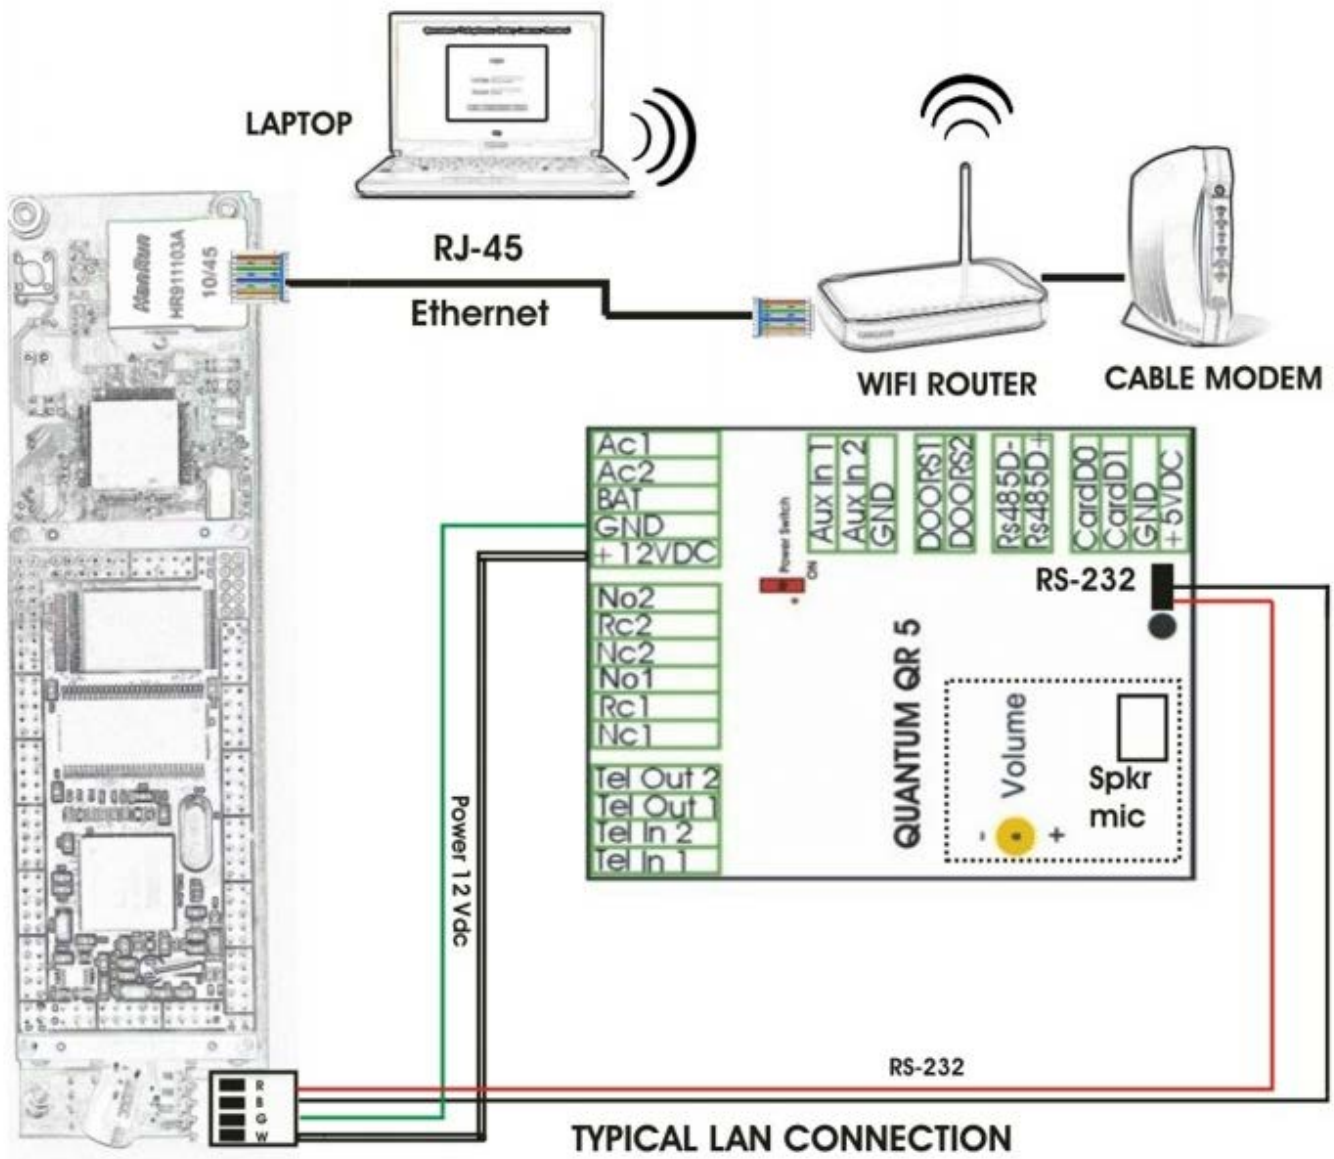 LAPTOP
RJ-45
Ethernet
WIFI ROUTER
CABLE MODEM
HanRun
HR911103A
10/45
Ac1
Ac2
BAT
GND
+12VDC
No2
Rc2
Nc2
No1
Rc1
Nc1
Tel Out 2
Tel Out 1
Tel In 2
Tel In 1
Power Switch
ON
Aux In 1
Aux In 2
GND
DOORS1
DOORS2
Rs485D-
Rs485D+
CardD0
CardD1
GND
+5VDC
RS-232
QUANTUM QR 5
Volume
- +
Spkr
mic
Power 12 Vdc
RS-232
R
B
G
W
TYPICAL LAN CONNECTION